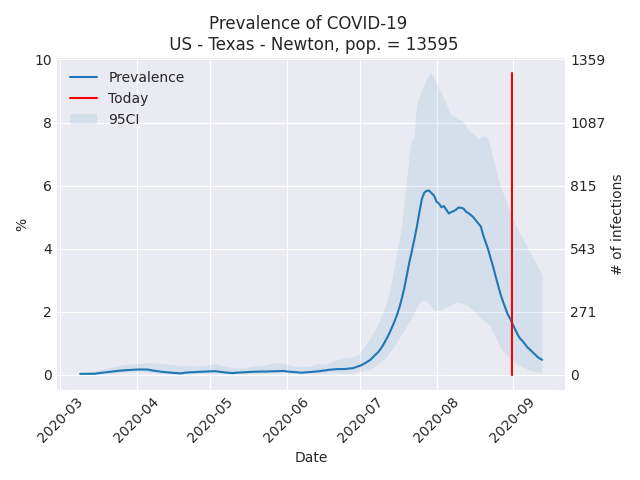 Prevalence of COVID-19
US - Texas - Newton, pop. = 13595
Prevalence
Today
95CI
%
10
8
6
4
2
0
1359
1087
815
543
271
0
# of infections
2020-03
2020-04
2020-05
2020-06
2020-07
2020-08
2020-09
Date